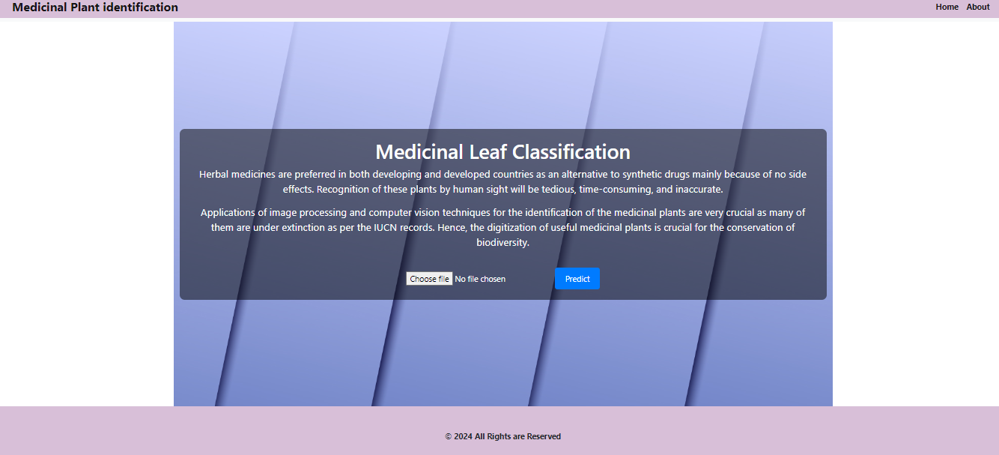 Medicinal Plant identification
Home About
Medicinal Leaf Classification
Herbal medicines are preferred in both developing and developed countries as an alternative to synthetic drugs mainly because of no side
effects. Recognition of these plants by human sight will be tedious, time-consuming, and inaccurate.
Applications of image processing and computer vision techniques for the identification of the medicinal plants are very crucial as many of
them are under extinction as per the IUCN records. Hence, the digitization of useful medicinal plants is crucial for the conservation of
biodiversity.
Choose file No file chosen Predict
© 2024 All Rights are Reserved